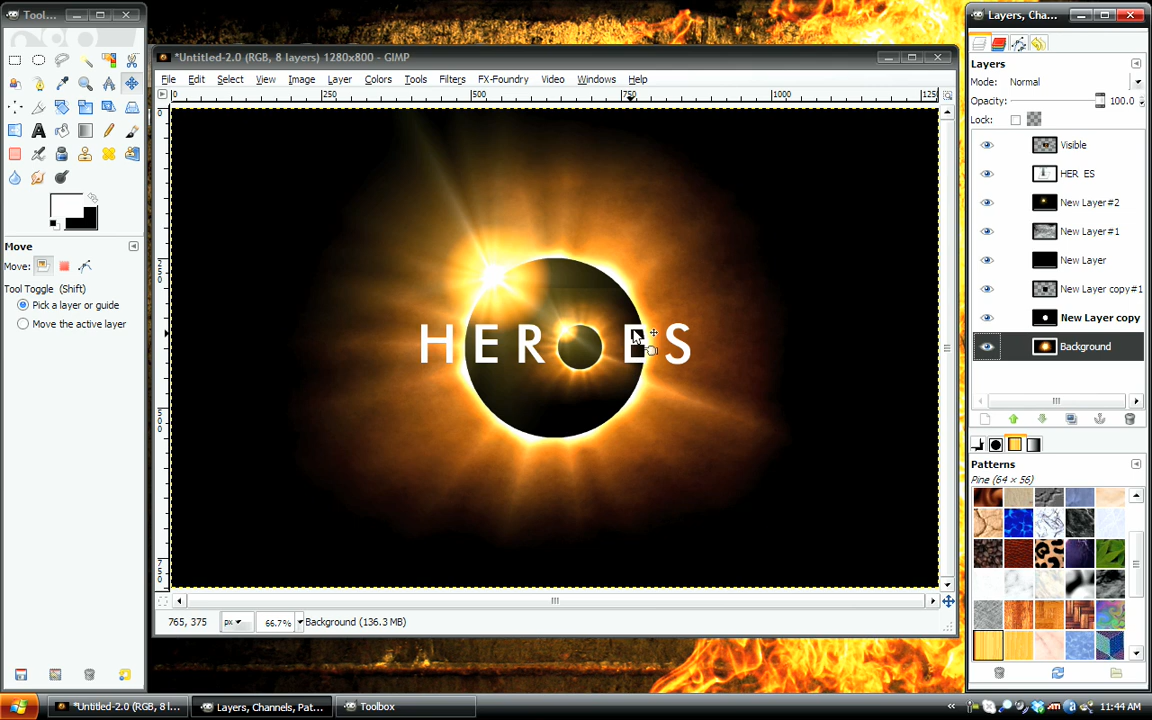 Tool...
*Untitled-2.0 (RGB, 8 layers) 1280x800 - GIMP
Layers, Cha...
File Edit Select View Image Layer Colors Tools Filters FX-Foundry Video Windows Help
0 250 500 750 1000 1250
0
250
500
750
HER ES
Move
Move:
Tool Toggle (Shift)
Pick a layer or guide
Move the active layer
765, 375 px 66.7% Background (136.3 MB)
Layers
Mode: Normal
Opacity: 100.0
Lock:
Visible
HER ES
New Layer#2
New Layer#1
New Layer
New Layer copy#1
New Layer copy
Background
Patterns
Pine (64 × 56)
*Untitled-2.0 (RGB, 8 l...
Layers, Channels, Pat...
Toolbox
11:44 AM